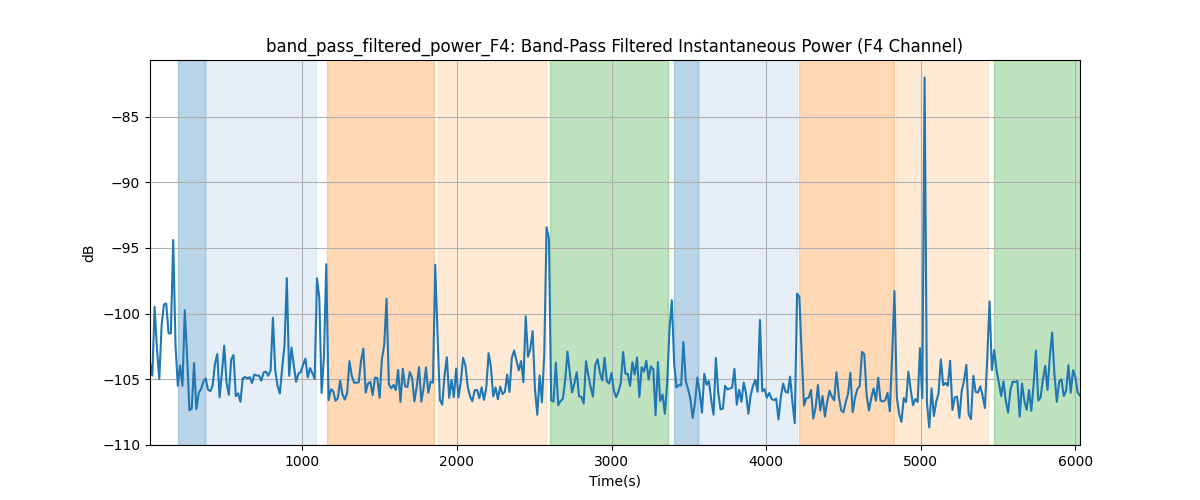 band_pass_filtered_power_F4: Band-Pass Filtered Instantaneous Power (F4 Channel)
dB
−85
−90
−95
−100
−105
−110
1000 2000 3000 4000 5000 6000
Time(s)